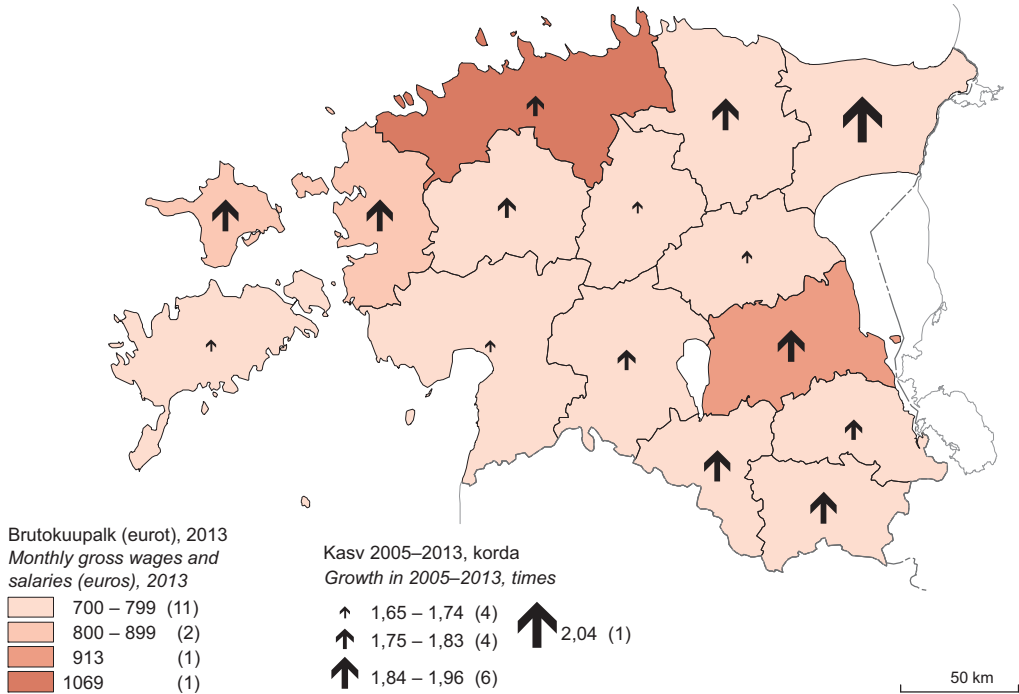 Brutokuupalk (eurot), 2013
Monthly gross wages and
salaries (euros), 2013
700 – 799 (11)
800 – 899 (2)
913 (1)
1069 (1)
Kasv 2005–2013, korda
Growth in 2005–2013, times
1,65 – 1,74 (4)
1,75 – 1,83 (4)
1,84 – 1,96 (6)
2,04 (1)
50 km